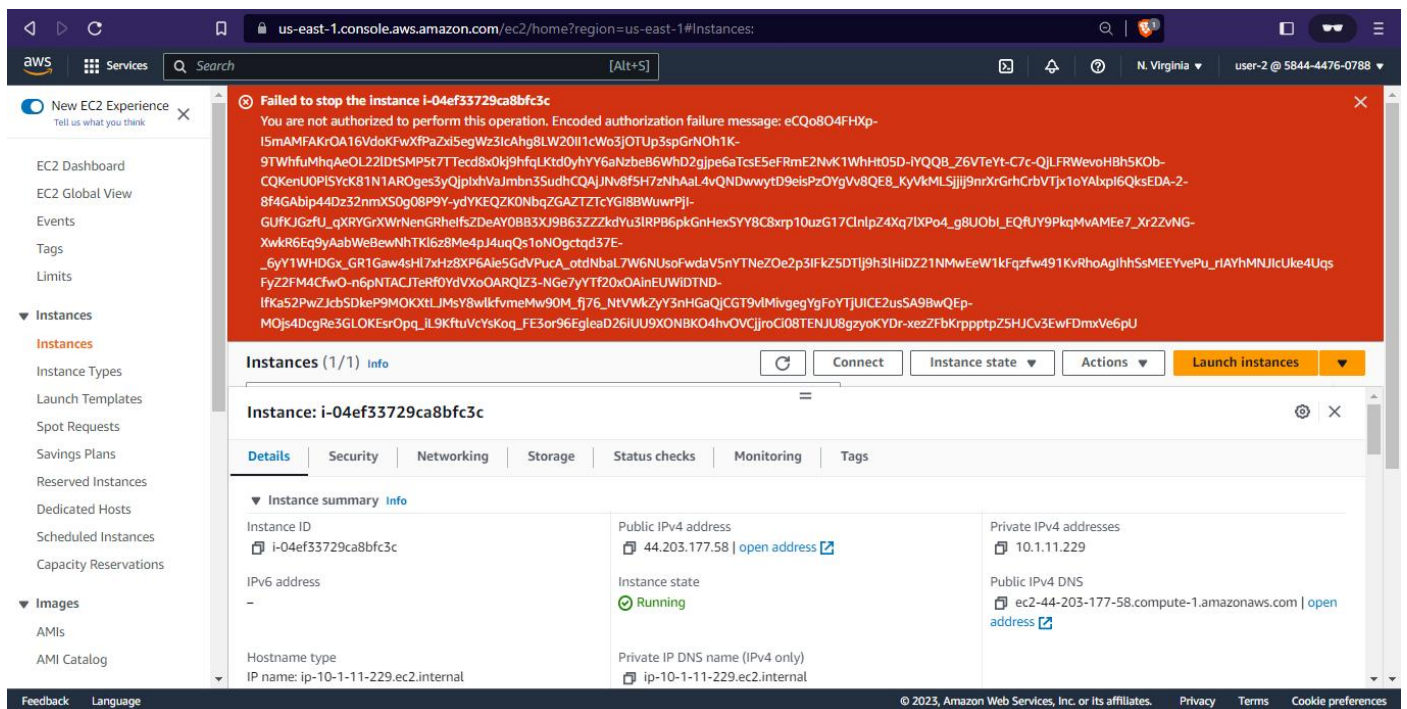 us-east-1.console.aws.amazon.com/ec2/home?region=us-east-1#Instances:
1
aws
Services
Search
[Alt+S]
N. Virginia
user-2 @ 5844-4476-0788
New EC2 Experience
Tell us what you think
EC2 Dashboard
EC2 Global View
Events
Tags
Limits
Instances
Instances
Instance Types
Launch Templates
Spot Requests
Savings Plans
Reserved Instances
Dedicated Hosts
Scheduled Instances
Capacity Reservations
Images
AMIs
AMI Catalog
Failed to stop the instance i-04ef33729ca8bfc3c
You are not authorized to perform this operation. Encoded authorization failure message: eCQo8O4FHXp-
Instances (1/1) Info
Connect
Instance state
Actions
Launch instances
Instance: i-04ef33729ca8bfc3c
Details
Security
Networking
Storage
Status checks
Monitoring
Tags
Instance summary Info
Instance ID
i-04ef33729ca8bfc3c
Public IPv4 address
44.203.177.58 | open address
Private IPv4 addresses
10.1.11.229
IPv6 address
–
Instance state
Running
Public IPv4 DNS
ec2-44-203-177-58.compute-1.amazonaws.com | open
address
Hostname type
IP name: ip-10-1-11-229.ec2.internal
Private IP DNS name (IPv4 only)
ip-10-1-11-229.ec2.internal
Feedback
Language
© 2023, Amazon Web Services, Inc. or its affiliates.
Privacy
Terms
Cookie preferences